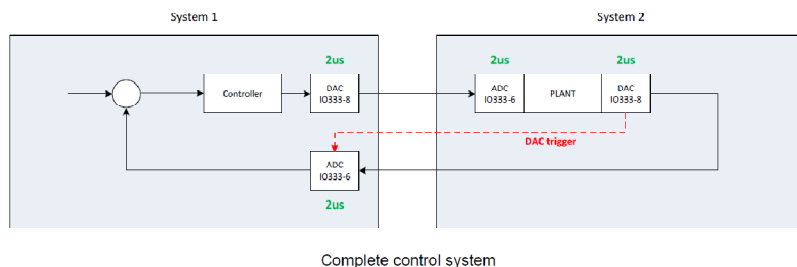 System 1
System 2
2us
2us
2us
Controller
DAC
IO333-8
ADC
IO333-6
PLANT
DAC
IO333-8
DAC trigger
ADC
IO333-6
2us
Complete control system